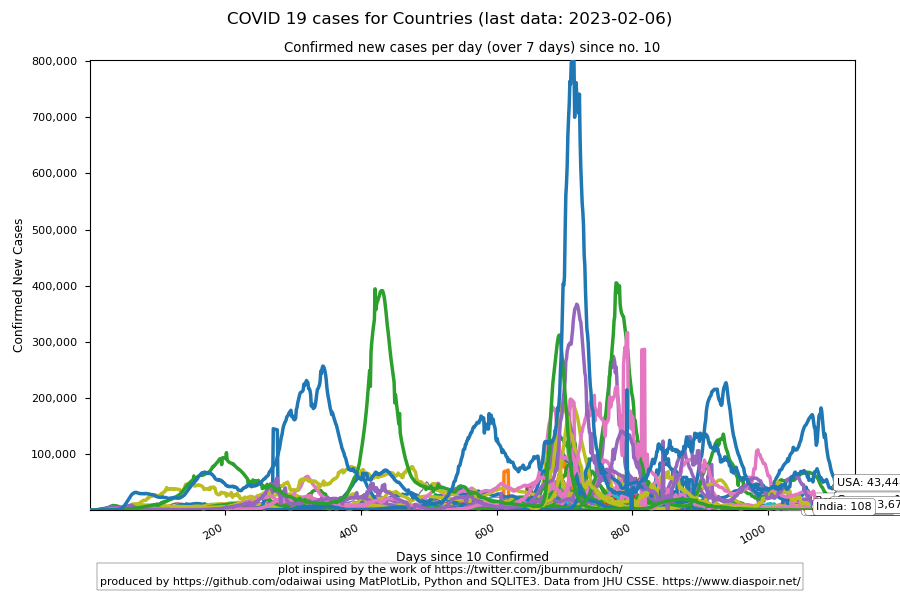 COVID 19 cases for Countries (last data: 2023-02-06)
Confirmed new cases per day (over 7 days) since no. 10
800,000
700,000
600,000
500,000
400,000
300,000
200,000
100,000
Confirmed New Cases
USA: 43,44
India: 108
3,67
200
400
600
800
1000
Days since 10 Confirmed
plot inspired by the work of https://twitter.com/jburnmurdoch/
produced by https://github.com/odaiwai using MatPlotLib, Python and SQLITE3. Data from JHU CSSE. https://www.diaspoir.net/